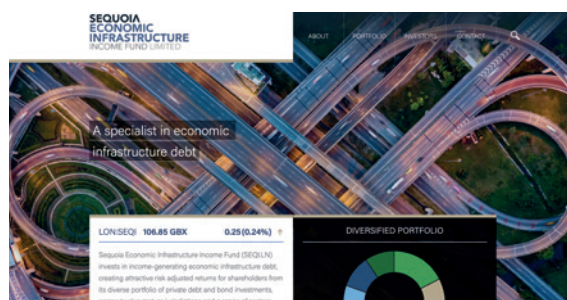 SEQUOIA
ECONOMIC
INFRASTRUCTURE
INCOME FUND LIMITED
ABOUT PORTFOLIO INVESTORS CONTACT
A specialist in economic
infrastructure debt
LON:SEQI 106.85 GBX 0.25 (0.24%)
DIVERSIFIED PORTFOLIO
Sequoia Economic Infrastructure Income Fund (SEQI.LN)
invests in income-generating economic infrastructure debt,
creating attractive risk adjusted returns for shareholders from
its diverse portfolio of private debt and bond investments,